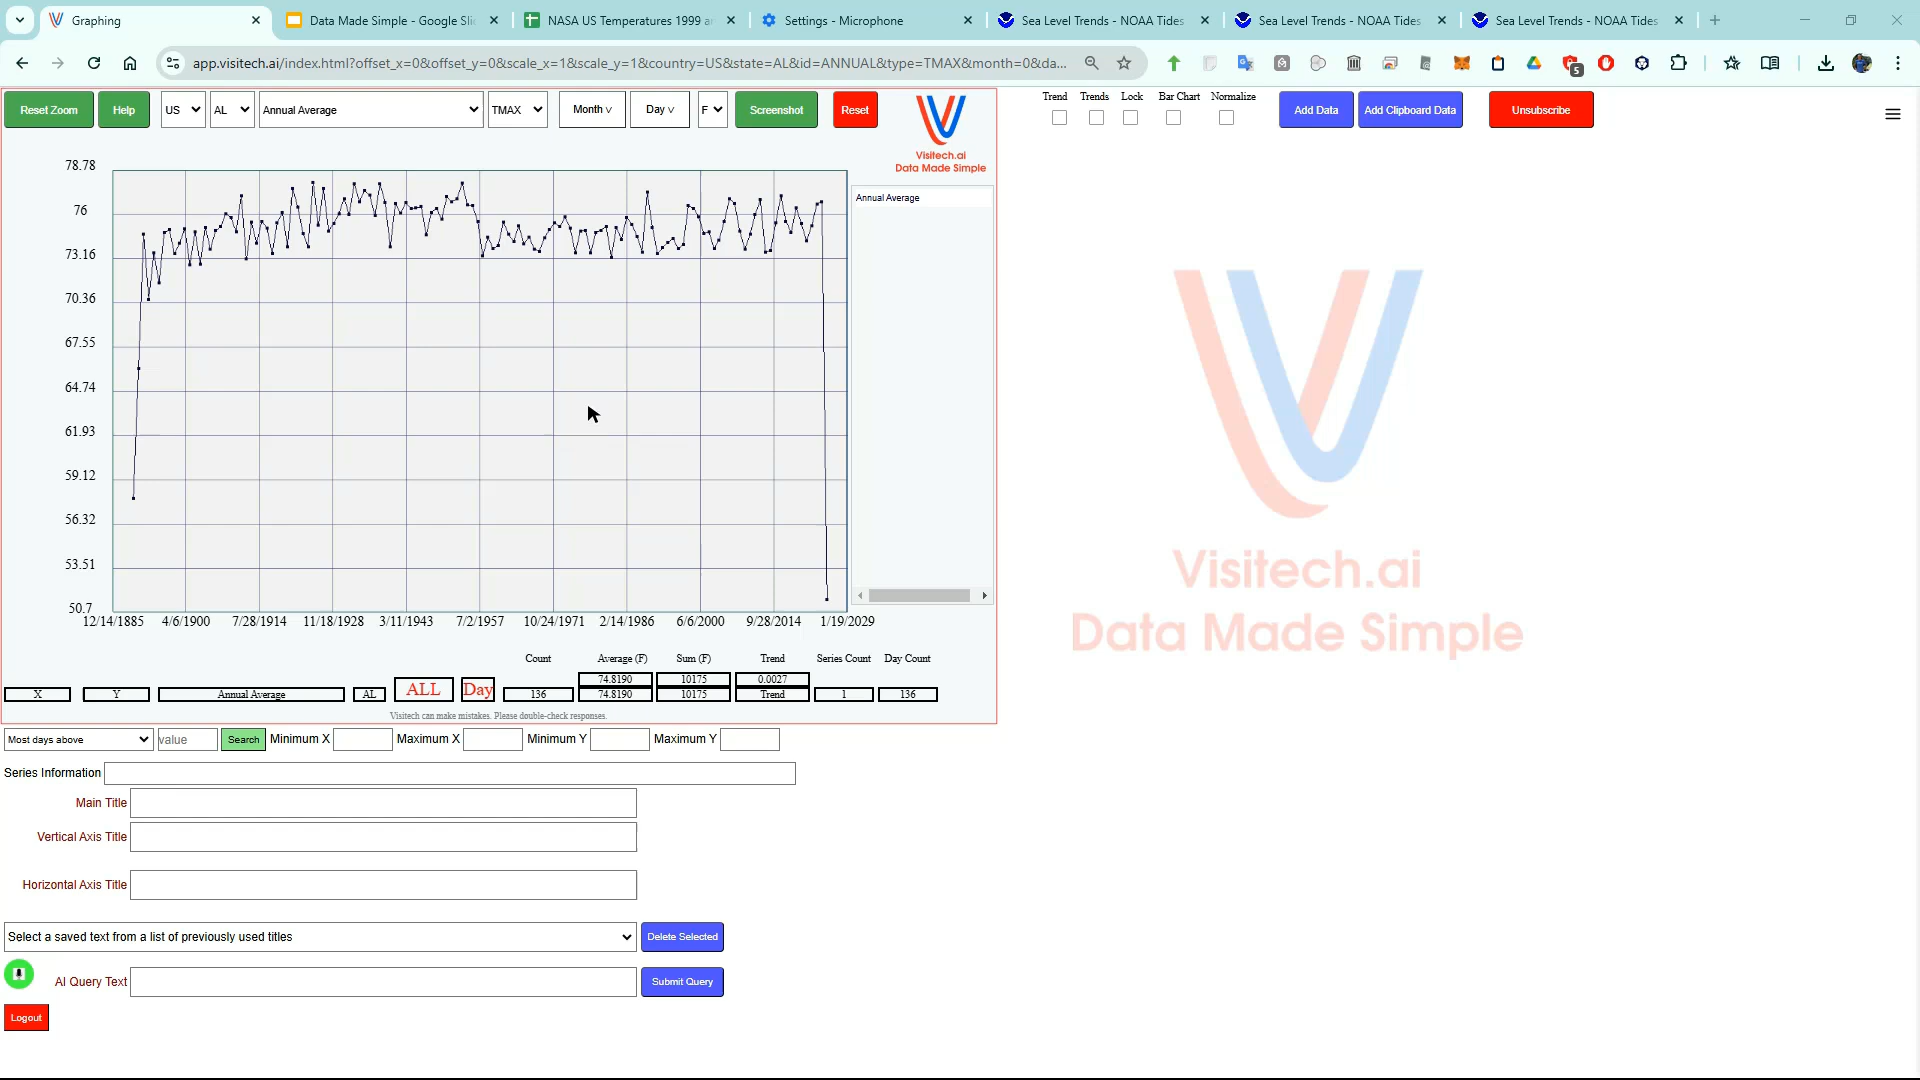 Graphing
Data Made Simple - Google Sli
NASA US Temperatures 1999 a
Settings - Microphone
Sea Level Trends - NOAA Tides
Sea Level Trends - NOAA Tides
Sea Level Trends - NOAA Tides
app.visitech.ai/index.html?offset_x=0&offset_y=0&scale_x=1&scale_y=1&country=US&state=AL&id=ANNUAL&type=TMAX&month=0&da...
5
Reset Zoom
Help
US
AL
Annual Average
TMAX
Month v
Day v
F
Screenshot
Reset
Visitech.ai
Data Made Simple
Trend
Trends
Lock
Bar Chart
Normalize
Add Data
Add Clipboard Data
Unsubscribe
Annual Average
78.78
76
73.16
70.36
67.55
64.74
61.93
59.12
56.32
53.51
50.7
12/14/1885
4/6/1900
7/28/1914
11/18/1928
3/11/1943
7/2/1957
10/24/1971
2/14/1986
6/6/2000
9/28/2014
1/19/2029
Visitech.ai
Data Made Simple
Count
Average (F)
Sum (F)
Trend
Series Count
Day Count
74.8190
10175
0.0027
X
Y
Annual Average
AL
ALL
Day
136
74.8190
10175
Trend
1
136
Visitech can make mistakes. Please double-check responses.
Most days above
value
Search
Minimum X
Maximum X
Minimum Y
Maximum Y
Series Information
Main Title
Vertical Axis Title
Horizontal Axis Title
Select a saved text from a list of previously used titles
Delete Selected
AI Query Text
Submit Query
Logout